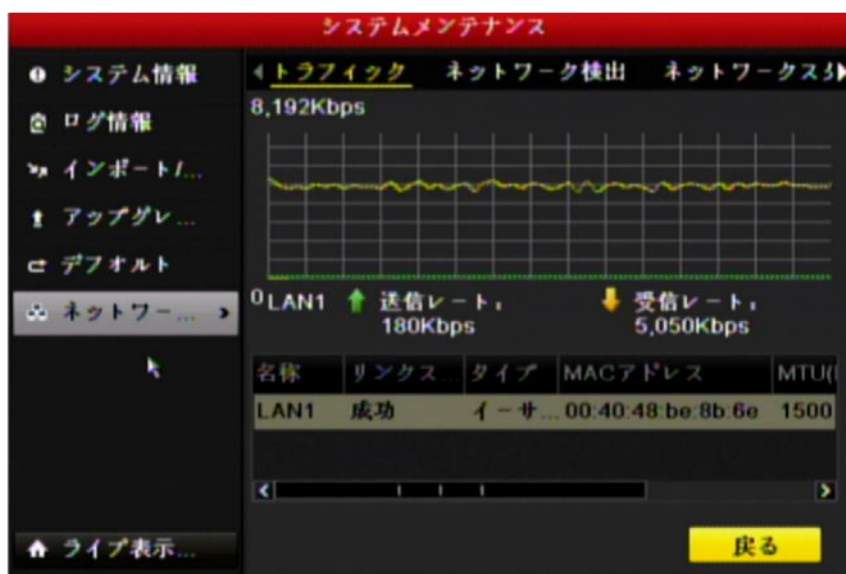 システムメンテナンス
システム情報
ログ情報
インポート/...
アップグレ...
デフォルト
ネットワー...
ライブ表示...
トラフィック ネットワーク検出 ネットワークス
8,192Kbps
0 LAN1 送信レート: 受信レート:
180Kbps 5,050Kbps
名称 リンクス... タイプ MACアドレス MTU(
LAN1 成功 イーサ... 00:40:48:be:8b:6e 1500
戻る